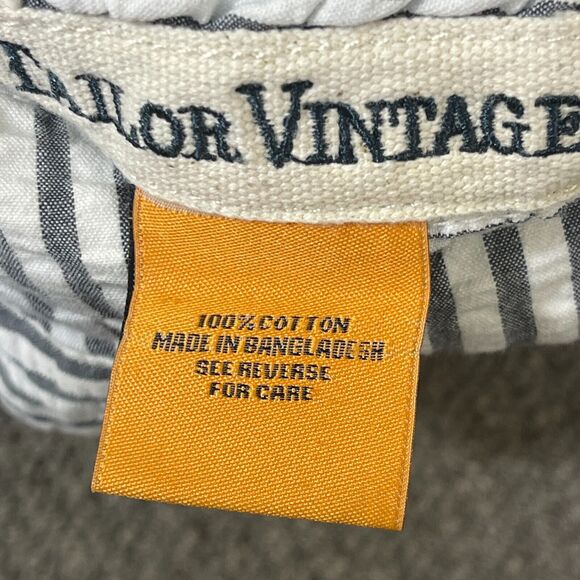 TAILOR VINTAGE
100% COTTON
MADE IN BANGLADESH
SEE REVERSE
FOR CARE